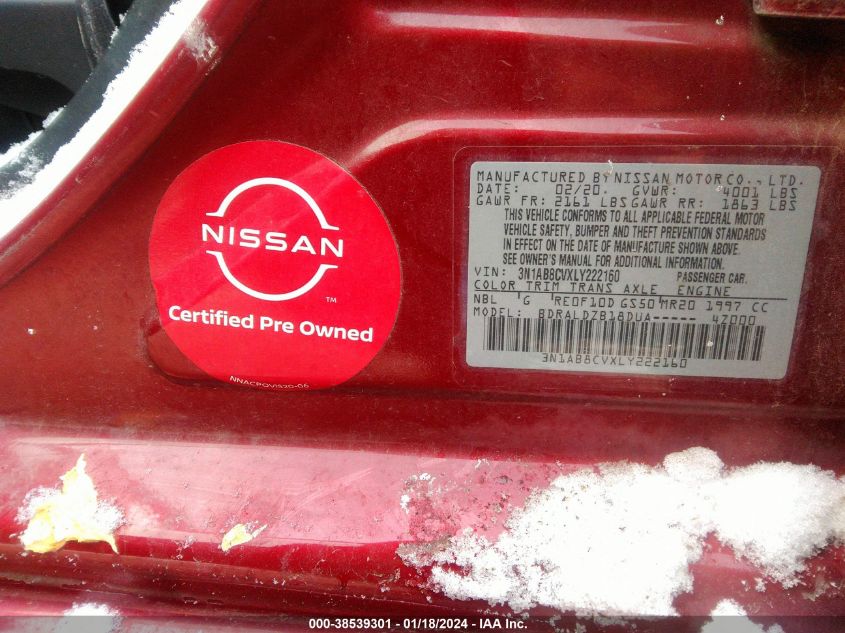 NISSAN
TM
Certified Pre Owned
NNACPOVIS20-06
MANUFACTURED BY NISSAN MOTOR CO., LTD.
DATE: 02/20. GVWR: 4001 LBS
GAWR FR: 2161 LBS GAWR RR: 1863 LBS
THIS VEHICLE CONFORMS TO ALL APPLICABLE FEDERAL MOTOR
VEHICLE SAFETY, BUMPER AND THEFT PREVENTION STANDARDS
IN EFFECT ON THE DATE OF MANUFACTURE SHOWN ABOVE.
SEE OWNER'S MANUAL FOR ADDITIONAL INFORMATION.
VIN: 3N1AB8CVXLY222160 PASSENGER CAR.
COLOR TRIM TRANS AXLE ENGINE
NBL G RE0F10D GS50 MR20 1997 CC
MODEL: BDRALDZB18DUA----- 4Z000
3N1AB8CVXLY222160
000-38539301 - 01/18/2024 - IAA Inc.